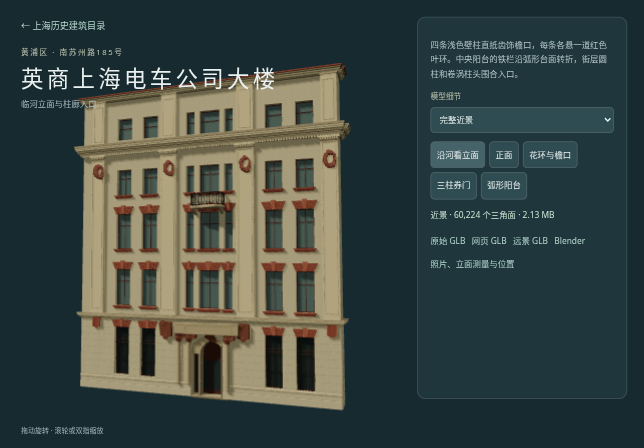 ← 上海历史建筑目录
黄浦区 · 南苏州路185号
英商上海电车公司大楼
临河立面与柱廊入口
四条浅色壁柱直抵齿饰檐口，每条各悬一道红色
叶环。中央阳台的铁栏沿弧形台面转折，街层圆
柱和卷涡柱头围合入口。
模型细节
完整近景
沿河看立面
正面
花环与檐口
三柱券门
弧形阳台
近景 · 60,224 个三角面 · 2.13 MB
原始 GLB 网页 GLB 远景 GLB Blender
照片、立面测量与位置
拖动旋转 · 滚轮或双指缩放